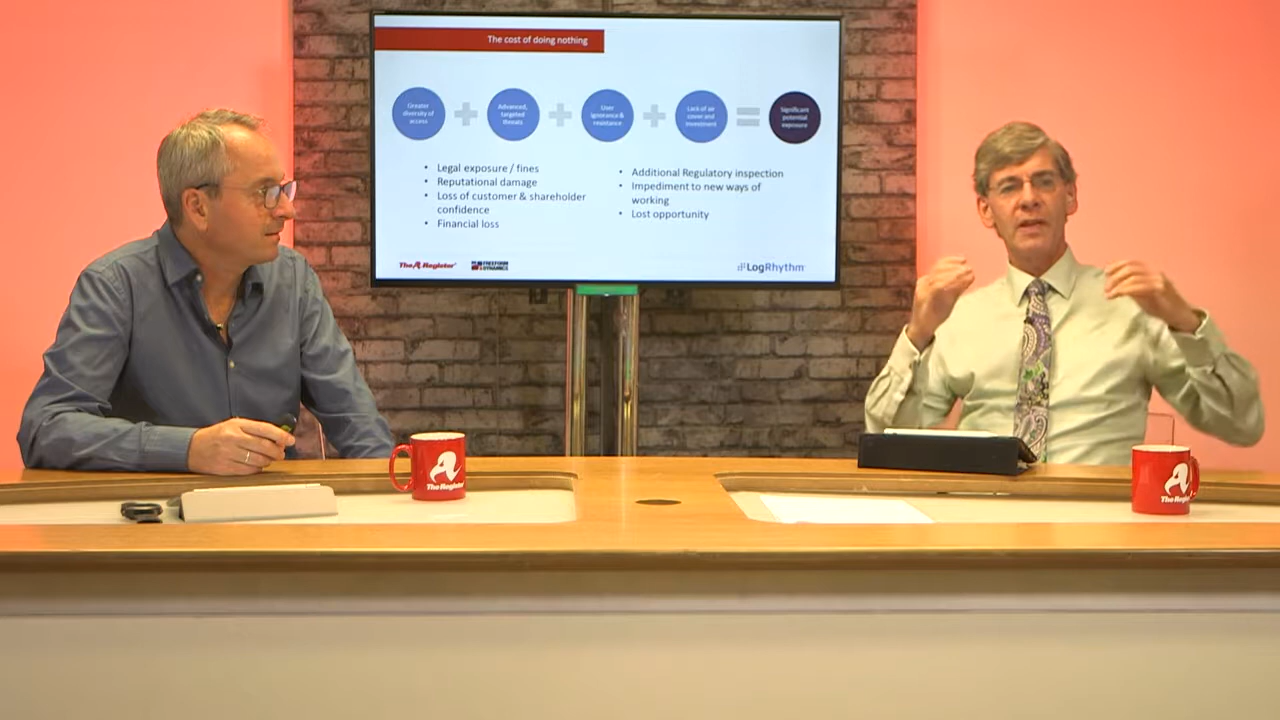 The cost of doing nothing
Greater
diversity of
access
Advanced,
targeted
threats
User
ignorance &
resistance
Lack of air
cover and
investment
Significant
potential
exposure
• Legal exposure / fines
• Reputational damage
• Loss of customer & shareholder
confidence
• Financial loss
• Additional Regulatory inspection
• Impediment to new ways of
working
• Lost opportunity
The Register
FREEFORM
DYNAMICS
LogRhythm
The Register
The Register